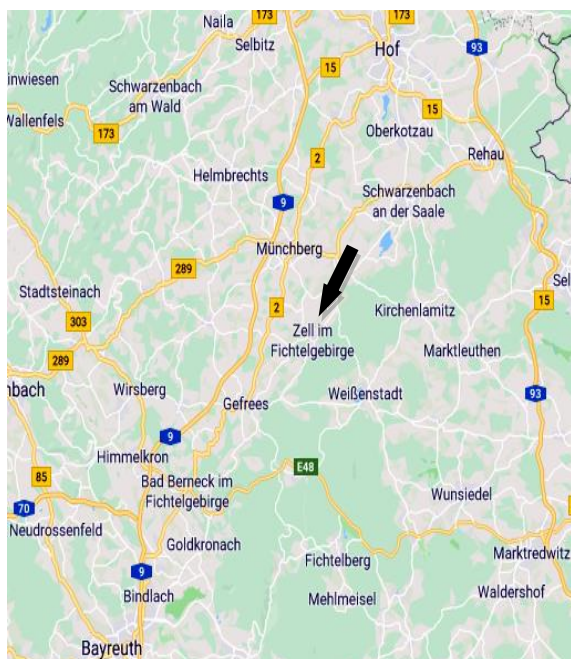 Naila
173
173
Selbitz
Hof
93
inwiesen
15
Schwarzenbach
am Wald
Wallenfels
173
15
Oberkotzau
2
Rehau
Helmbrechts
Schwarzenbach
an der Saale
9
Münchberg
289
Stadtsteinach
Sel
15
2
Kirchenlamitz
303
Zell im
Fichtelgebirge
Marktleuthen
289
nbach
Wirsberg
Weißenstadt
93
Gefrees
9
Himmelkron
E48
85
Bad Berneck im
Fichtelgebirge
Wunsiedel
70
Neudrossenfeld
Goldkronach
Fichtelberg
Marktredwitz
9
Mehlmeisel
Waldershof
Bindlach
Bayreuth